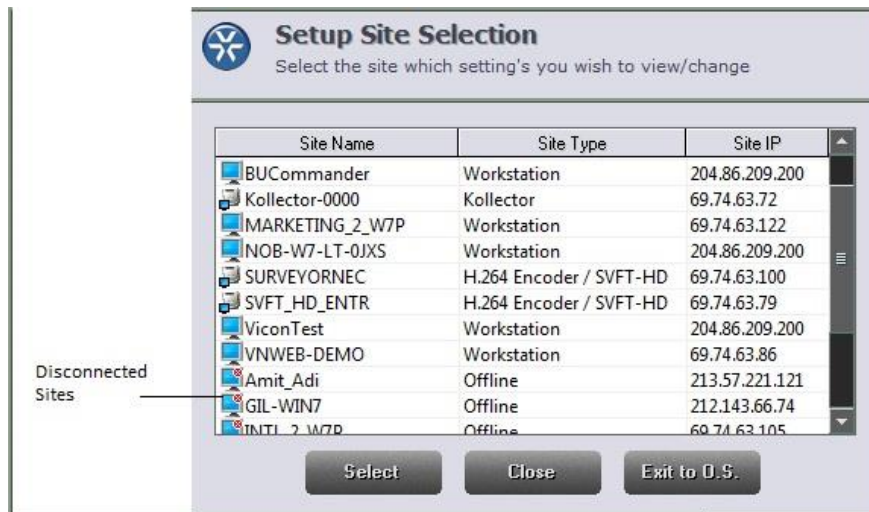 Setup Site Selection
Select the site which setting's you wish to view/change
Site Name Site Type Site IP
BUCommander Workstation 204.86.209.200
Kollector-0000 Kollector 69.74.63.72
MARKETING_2_W7P Workstation 69.74.63.122
NOB-W7-LT-0JXS Workstation 204.86.209.200
SURVEYORNEC H.264 Encoder / SVFT-HD 69.74.63.100
SVFT_HD_ENTR H.264 Encoder / SVFT-HD 69.74.63.79
ViconTest Workstation 204.86.209.200
VNWEB-DEMO Workstation 69.74.63.86
Amit_Adi Offline 213.57.221.121
GIL-WIN7 Offline 212.143.66.74
INTL_2_W7P Offline 69.74.63.105
Disconnected
Sites
Select Close Exit to O.S.